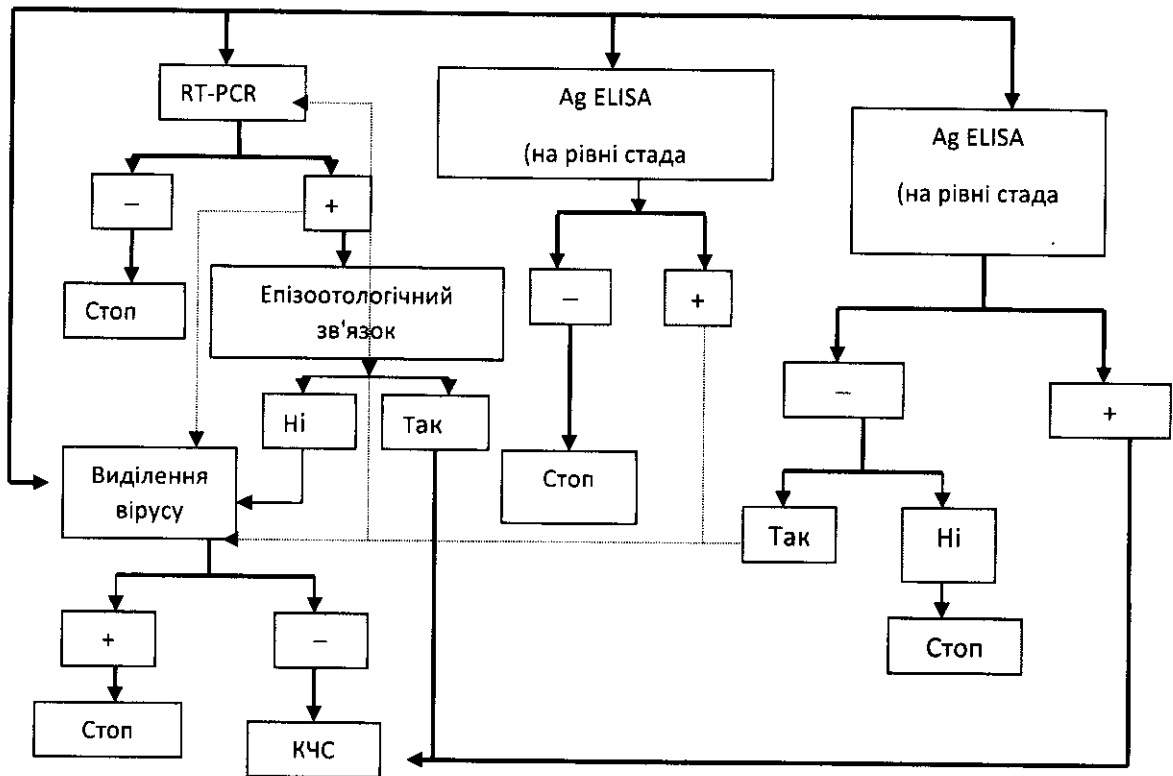 RT-PCR
Ag ELISA
(на рівні стада
Ag ELISA
(на рівні стада
–
+
Стоп
Епізоотологічний
зв'язок
–
+
Ні
Так
–
+
Виділення
вірусу
Стоп
Так
Ні
+
–
Стоп
Стоп
КЧС